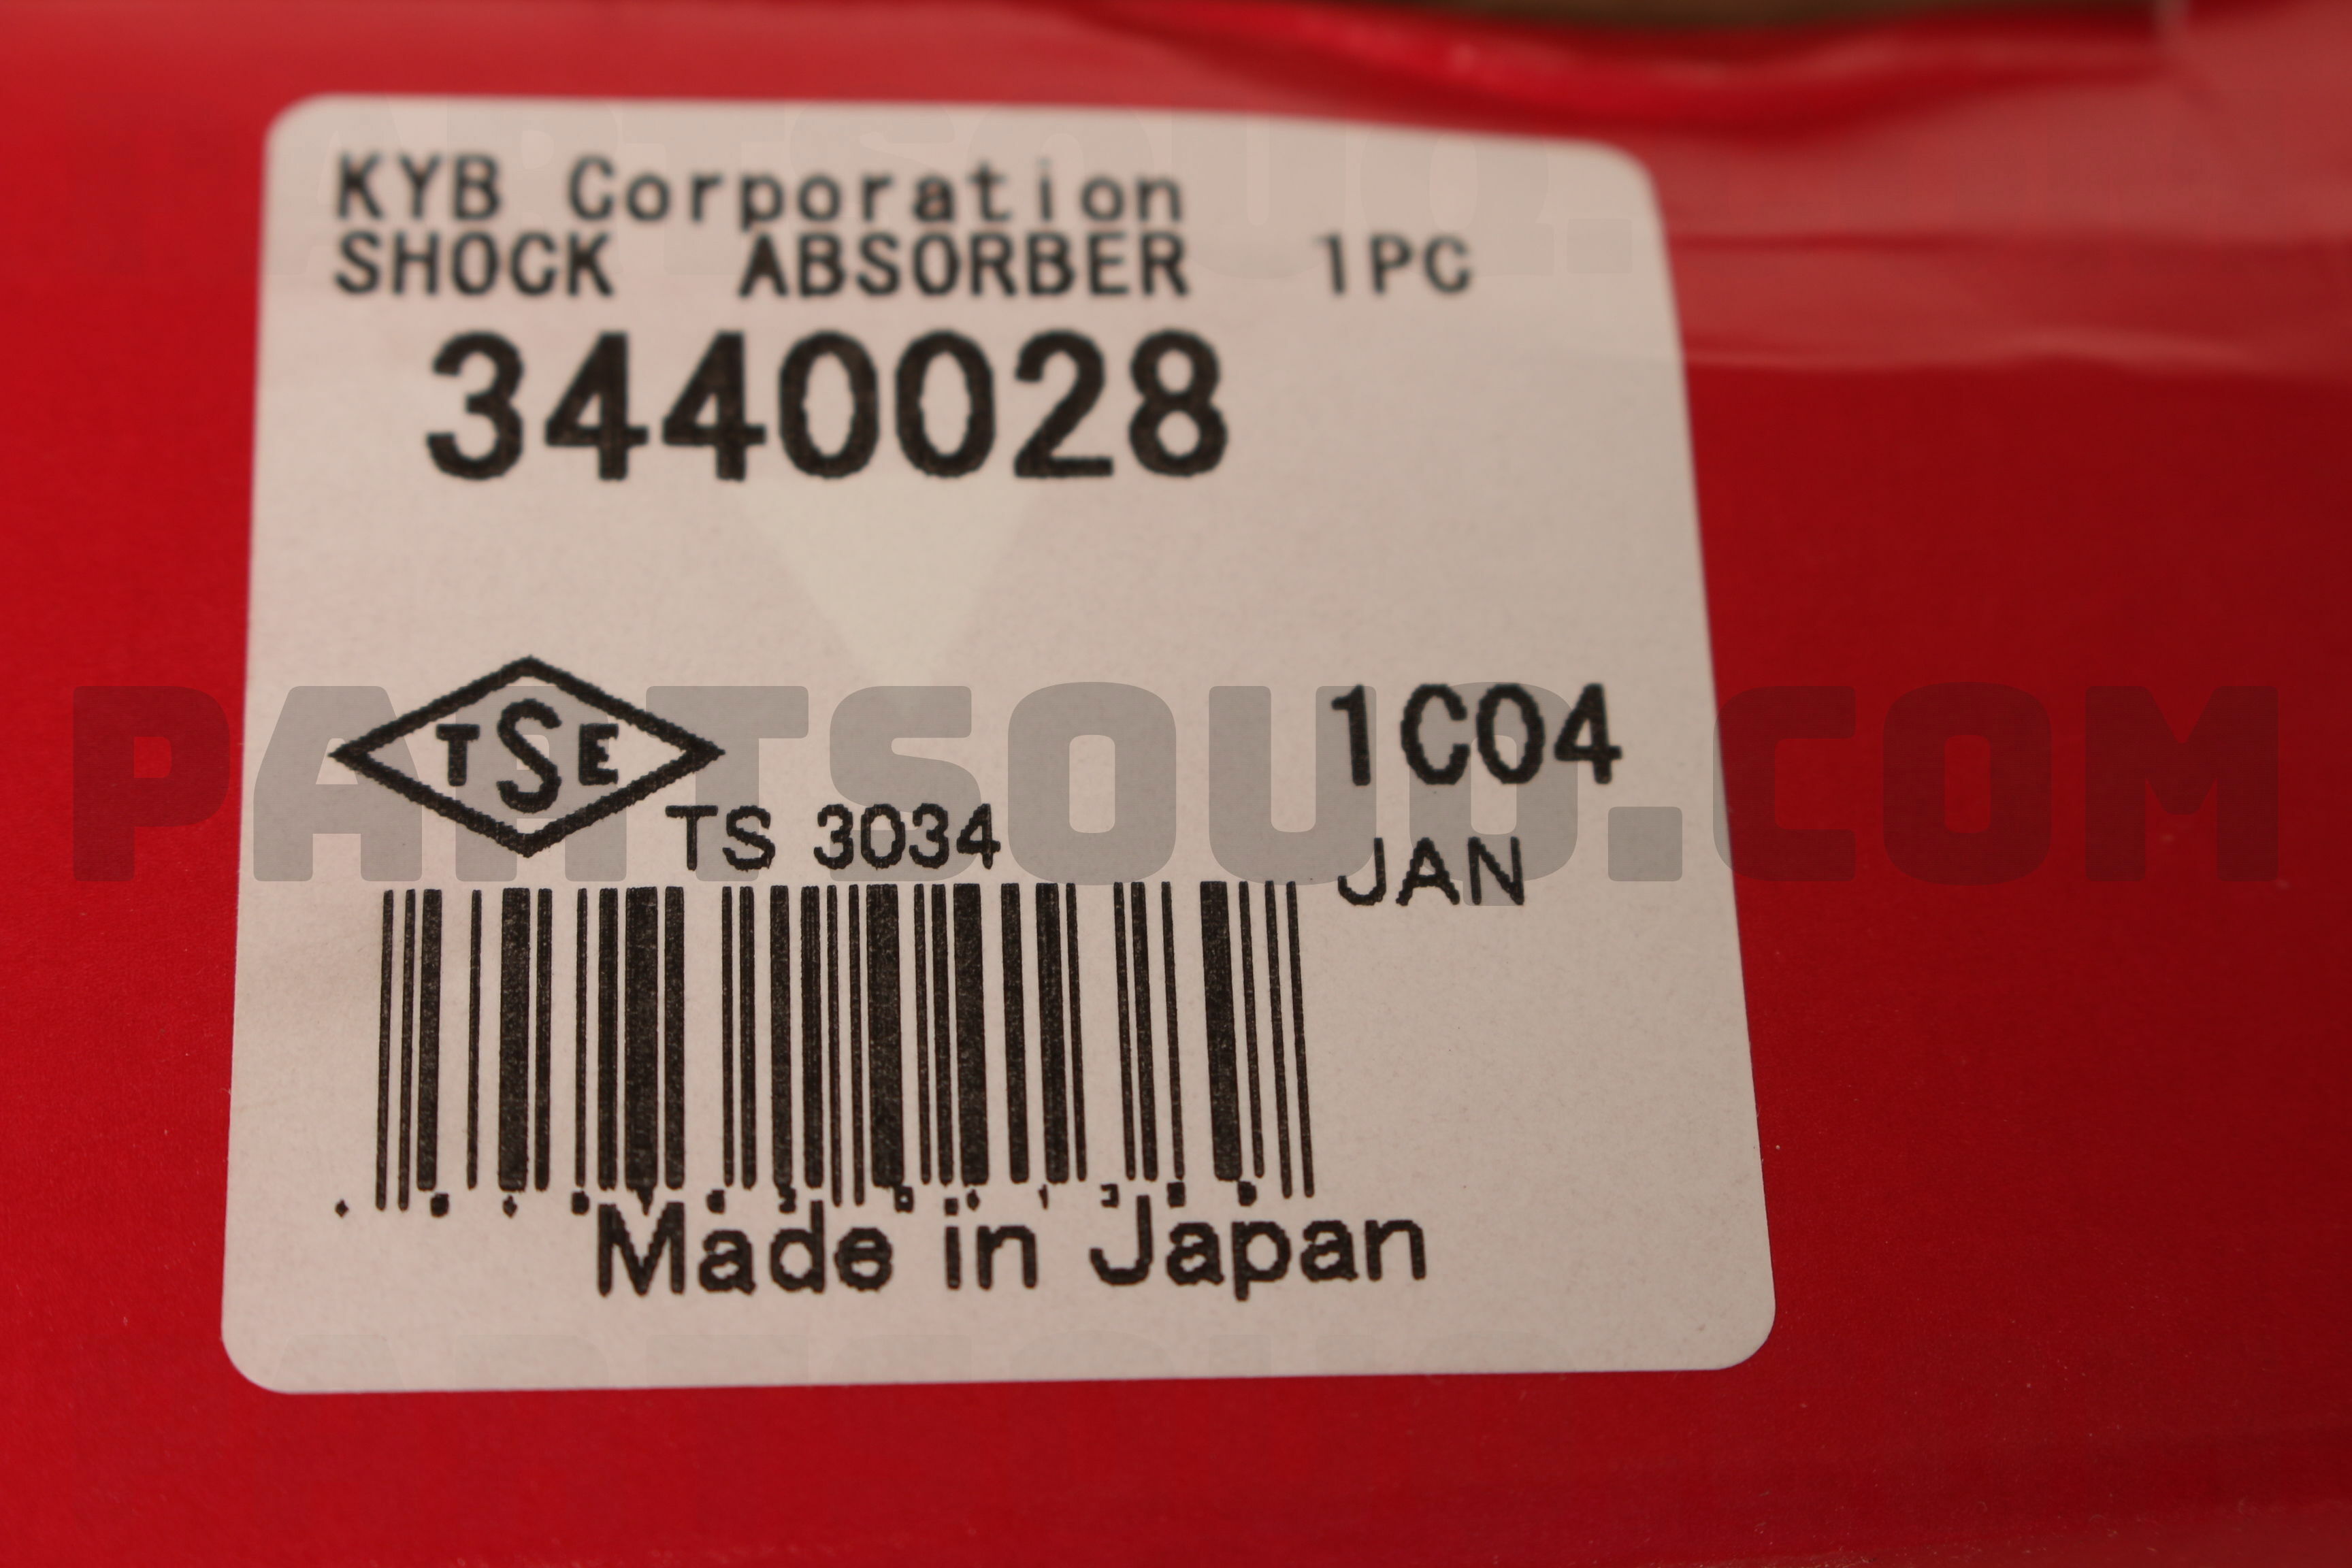 KYB Corporation
SHOCK ABSORBER 1PC
3440028
TSE
1C04
TS 3034
JAN
Made in Japan
PARTSOUQ.COM